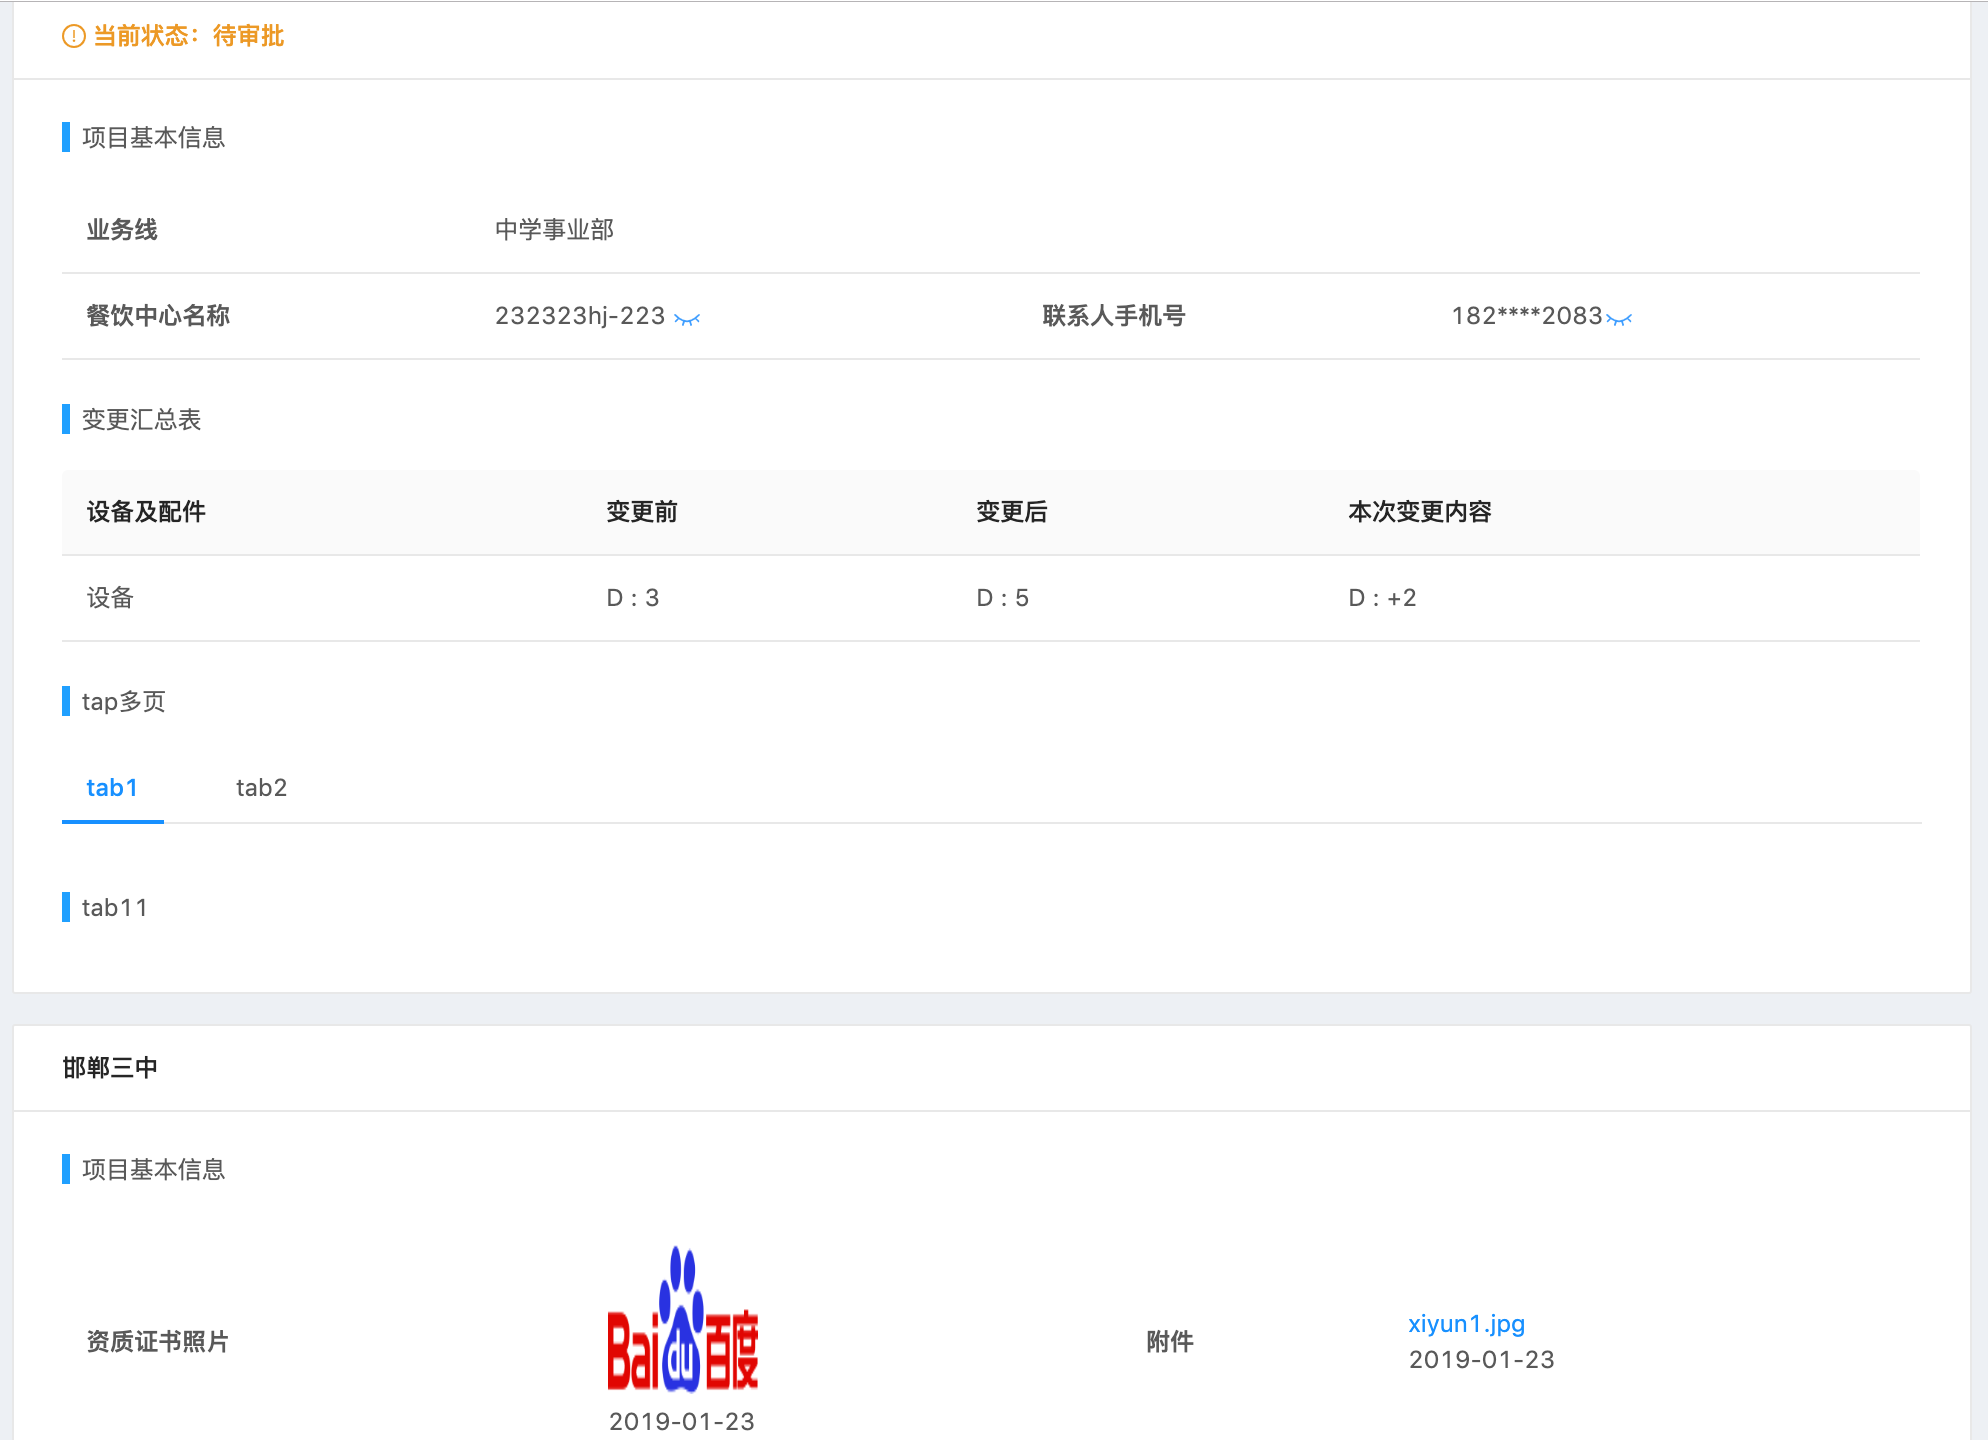 当前状态：待审批
项目基本信息
业务线 中学事业部
餐饮中心名称 232323hj-223 联系人手机号 182****2083
变更汇总表
设备及配件 变更前 变更后 本次变更内容
设备 D : 3 D : 5 D : +2
tap多页
tab1 tab2
tab11
邯郸三中
项目基本信息
资质证书照片
Bai du 百度
2019-01-23
附件
xiyun1.jpg
2019-01-23